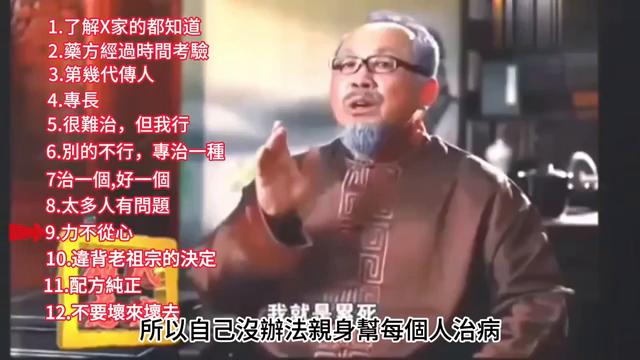 1.了解X家的都知道
2.藥方經過時間考驗
3.第幾代傳人
4.專長
5.很難治，但我行
6.別的不行，專治一種
7治一個,好一個
8.太多人有問題
9.力不從心
10.違背老祖宗的決定
11.配方純正
12.不要壞來壞去
我就是累死
所以自己沒辦法親身幫每個人治病